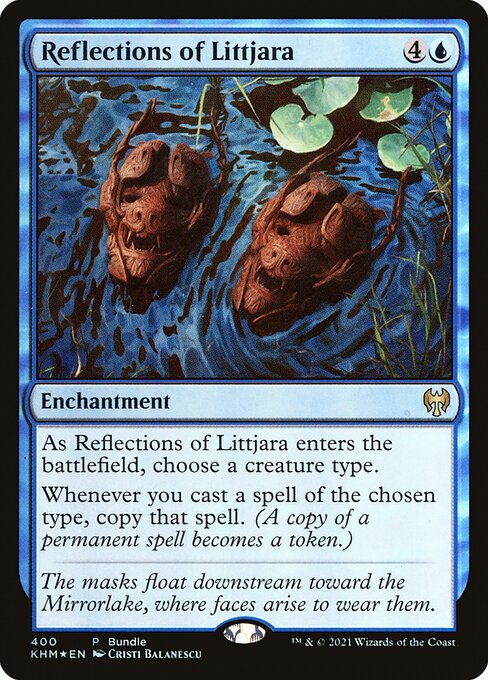 Reflections of Littjara 4
Enchantment
As Reflections of Littjara enters the
battlefield, choose a creature type.
Whenever you cast a spell of the chosen
type, copy that spell. (A copy of a
permanent spell becomes a token.)
The masks float downstream toward the
Mirrorlake, where faces arise to wear them.
400 P Bundle
KHM★EN Cristi Balanescu
™ & © 2021 Wizards of the Coast